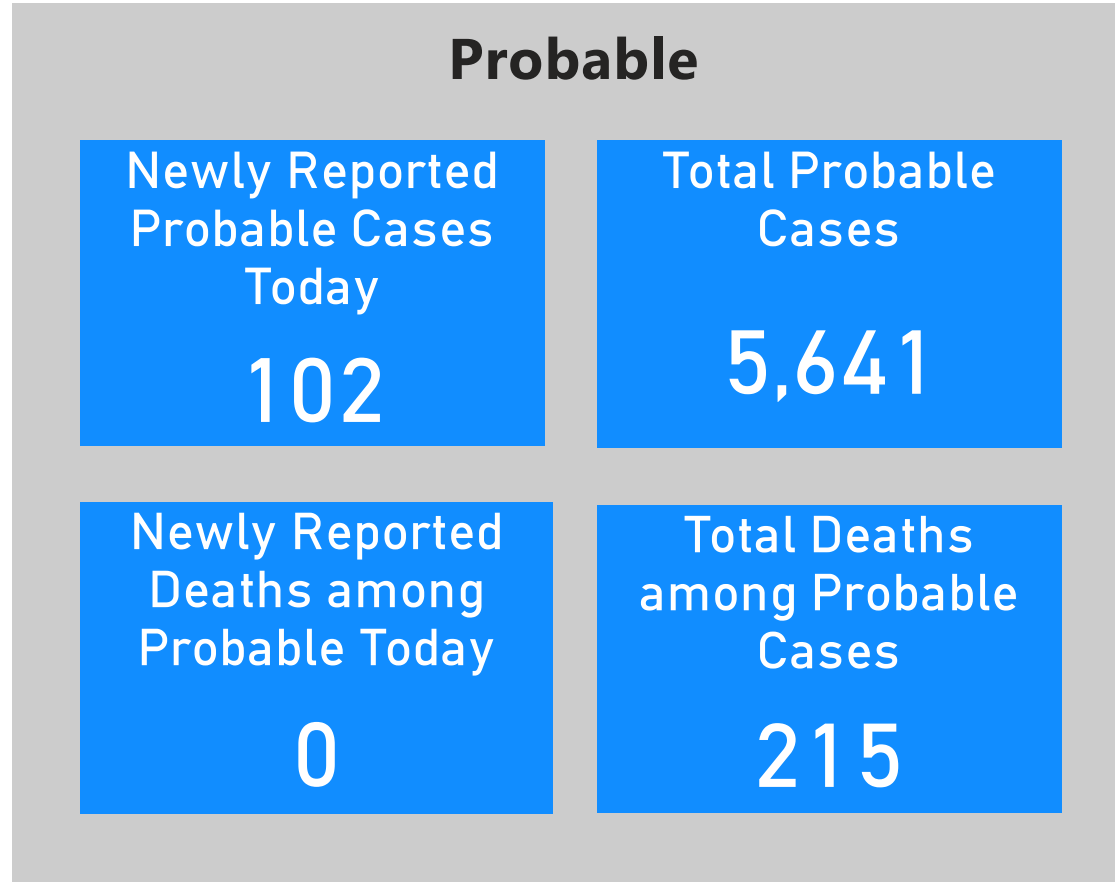 Probable
Newly Reported
Probable Cases
Today
102
Total Probable
Cases
5,641
Newly Reported
Deaths among
Probable Today
0
Total Deaths
among Probable
Cases
215